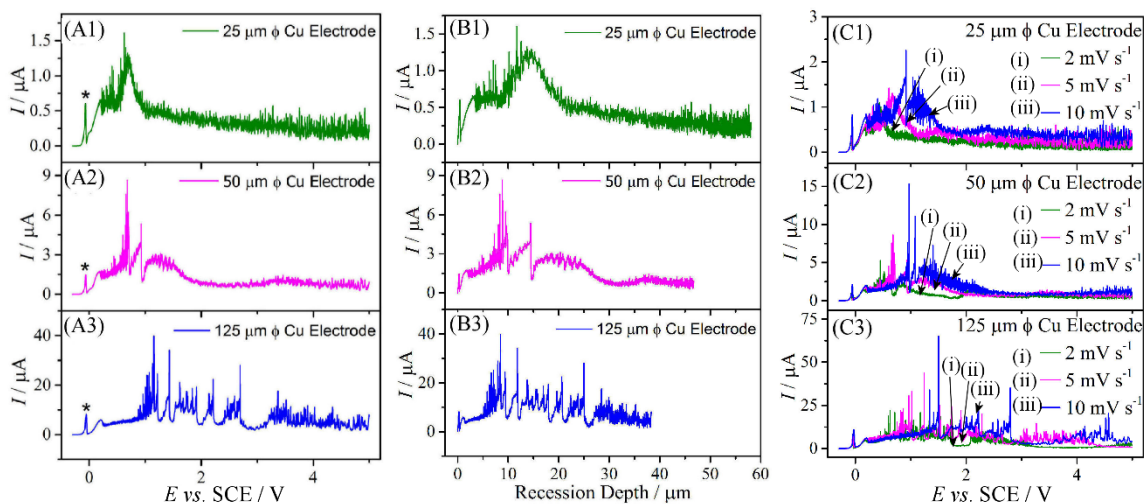 (A1)
25 μm ϕ Cu Electrode
1.5
1.0
0.5
0.0
I / μA
*
(A2)
50 μm ϕ Cu Electrode
9
6
3
0
I / μA
*
(A3)
125 μm ϕ Cu Electrode
40
20
0
I / μA
*
0 2 4
E vs. SCE / V
(B1)
25 μm ϕ Cu Electrode
1.5
1.0
0.5
0.0
I / μA
(B2)
50 μm ϕ Cu Electrode
9
6
3
0
I / μA
(B3)
125 μm ϕ Cu Electrode
40
20
0
I / μA
0 10 20 30 40 50 60
Recession Depth / μm
(C1)
25 μm ϕ Cu Electrode
(i) 2 mV s⁻¹
(ii) 5 mV s⁻¹
(iii) 10 mV s⁻¹
(i)
(ii)
(iii)
3
2
1
0
I / μA
(C2)
50 μm ϕ Cu Electrode
(i) 2 mV s⁻¹
(ii) 5 mV s⁻¹
(iii) 10 mV s⁻¹
(i)
(ii)
(iii)
15
10
5
0
I / μA
(C3)
125 μm ϕ Cu Electrode
(i) 2 mV s⁻¹
(ii) 5 mV s⁻¹
(iii) 10 mV s⁻¹
(i)
(ii)
(iii)
75
50
25
0
I / μA
0 2 4
E vs. SCE / V